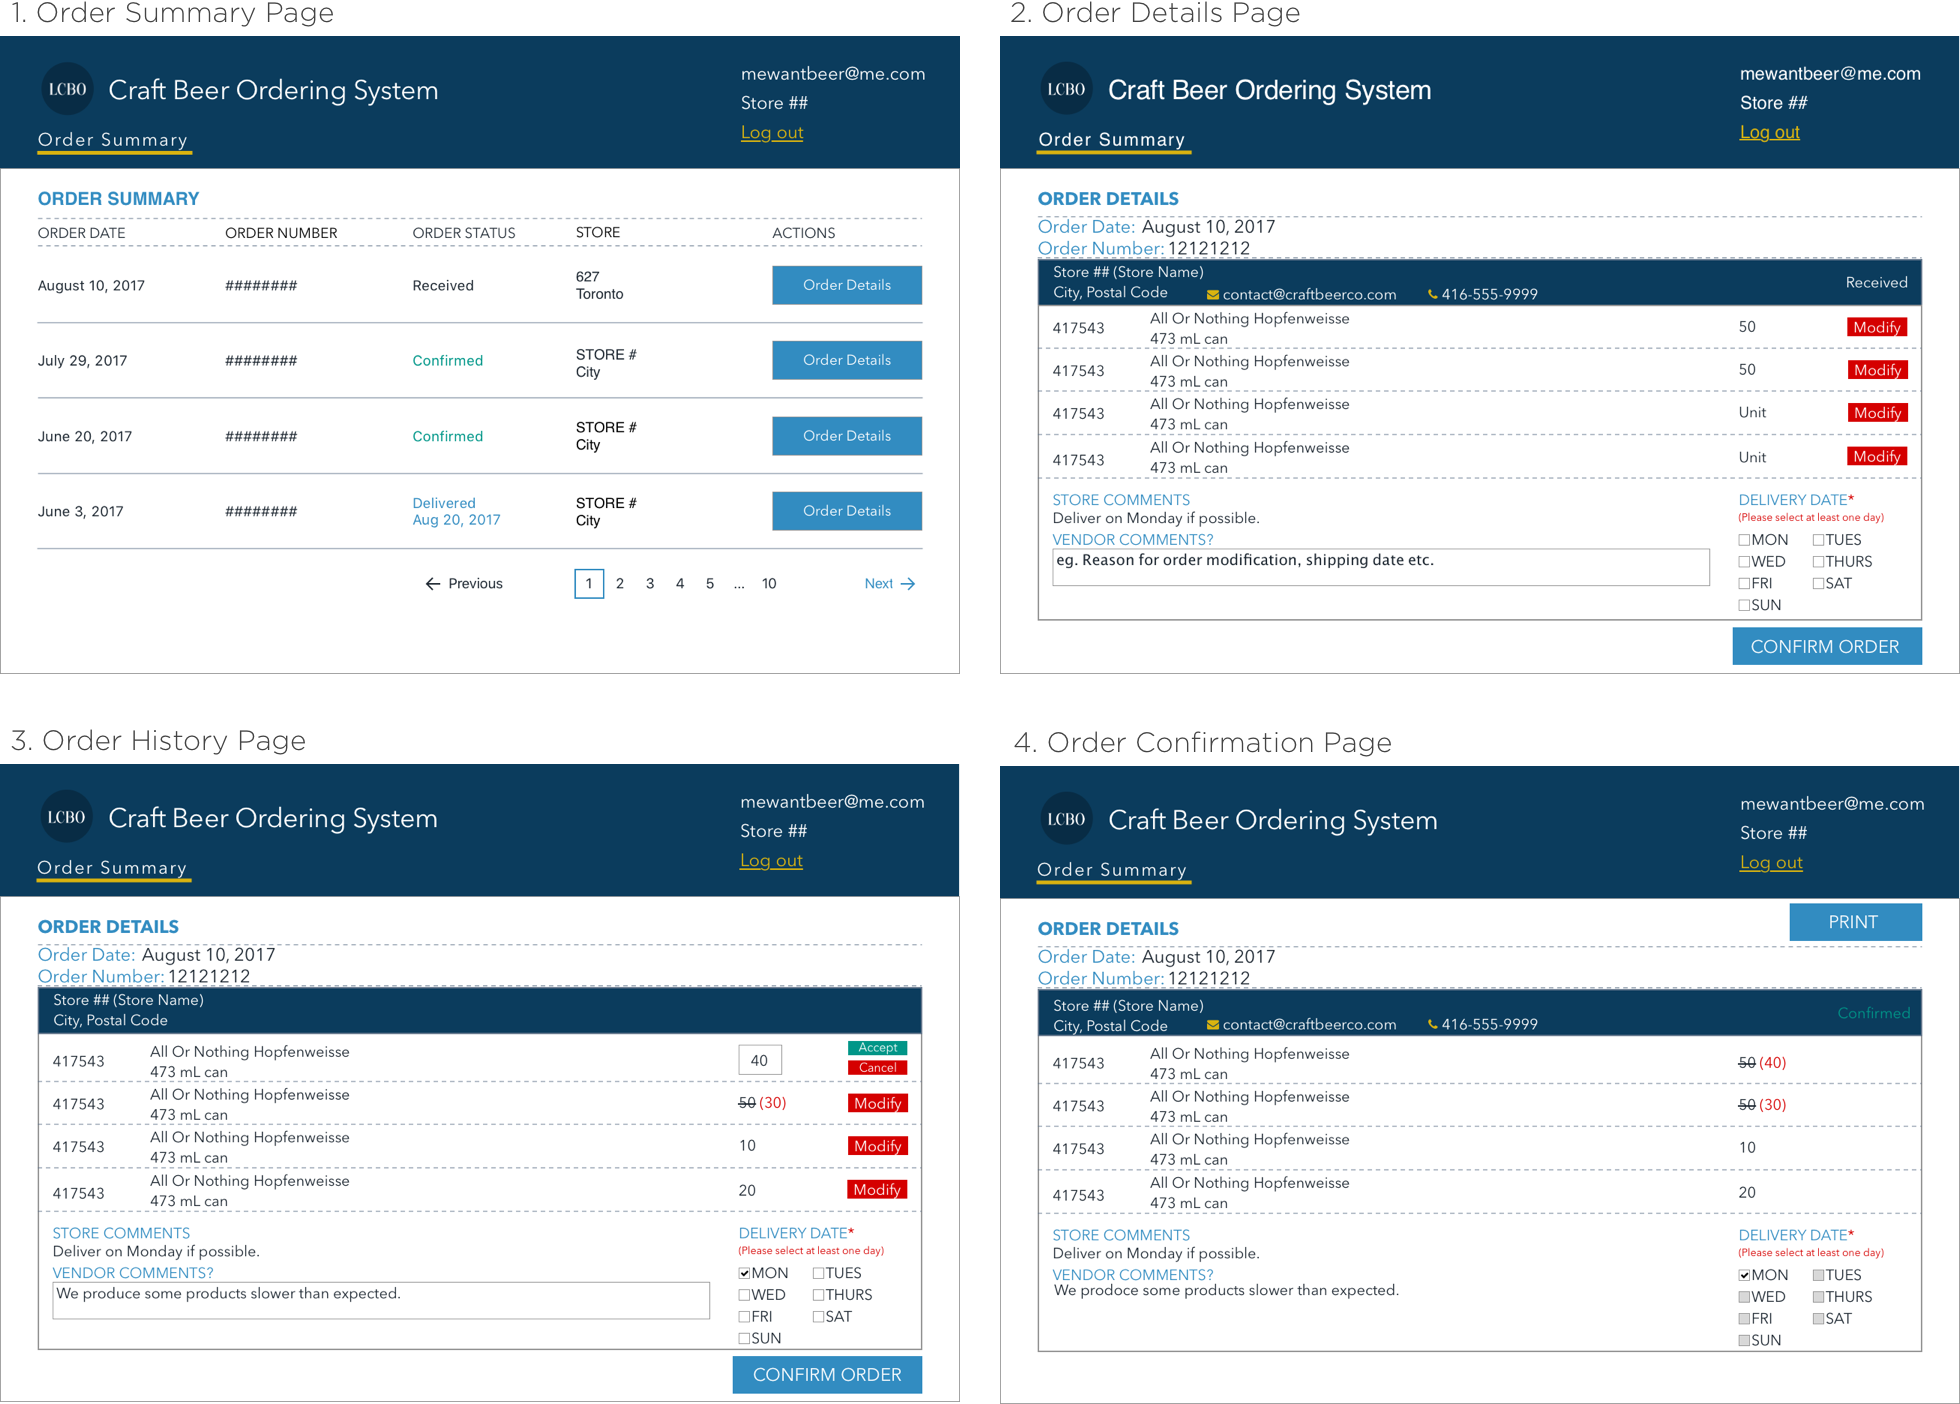 1. Order Summary Page
LCBO
Craft Beer Ordering System
mewantbeer@me.com
Store ##
Log out
Order Summary
ORDER SUMMARY
ORDER DATE ORDER NUMBER ORDER STATUS STORE ACTIONS
August 10, 2017 ######## Received 627 Toronto Order Details
July 29, 2017 ######## Confirmed STORE # City Order Details
June 20, 2017 ######## Confirmed STORE # City Order Details
June 3, 2017 ######## Delivered Aug 20, 2017 STORE # City Order Details
← Previous 1 2 3 4 5 ... 10 Next →
2. Order Details Page
LCBO
Craft Beer Ordering System
mewantbeer@me.com
Store ##
Log out
Order Summary
ORDER DETAILS
Order Date: August 10, 2017
Order Number: 12121212
Store ## (Store Name)
City, Postal Code contact@craftbeerco.com 416-555-9999 Received
417543 All Or Nothing Hopfenweisse 473 mL can 50 Modify
417543 All Or Nothing Hopfenweisse 473 mL can 50 Modify
417543 All Or Nothing Hopfenweisse 473 mL can Unit Modify
417543 All Or Nothing Hopfenweisse 473 mL can Unit Modify
STORE COMMENTS
Deliver on Monday if possible.
VENDOR COMMENTS?
eg. Reason for order modification, shipping date etc.
DELIVERY DATE*
(Please select at least one day)
MON TUES
WED THURS
FRI SAT
SUN
CONFIRM ORDER
3. Order History Page
LCBO
Craft Beer Ordering System
mewantbeer@me.com
Store ##
Log out
Order Summary
ORDER DETAILS
Order Date: August 10, 2017
Order Number: 12121212
Store ## (Store Name)
City, Postal Code
417543 All Or Nothing Hopfenweisse 473 mL can 40 Accept Cancel
417543 All Or Nothing Hopfenweisse 473 mL can 50 (30) Modify
417543 All Or Nothing Hopfenweisse 473 mL can 10 Modify
417543 All Or Nothing Hopfenweisse 473 mL can 20 Modify
STORE COMMENTS
Deliver on Monday if possible.
VENDOR COMMENTS?
We produce some products slower than expected.
DELIVERY DATE*
(Please select at least one day)
MON TUES
WED THURS
FRI SAT
SUN
CONFIRM ORDER
4. Order Confirmation Page
LCBO
Craft Beer Ordering System
mewantbeer@me.com
Store ##
Log out
Order Summary
PRINT
ORDER DETAILS
Order Date: August 10, 2017
Order Number: 12121212
Store ## (Store Name)
City, Postal Code contact@craftbeerco.com 416-555-9999 Confirmed
417543 All Or Nothing Hopfenweisse 473 mL can 50 (40)
417543 All Or Nothing Hopfenweisse 473 mL can 50 (30)
417543 All Or Nothing Hopfenweisse 473 mL can 10
417543 All Or Nothing Hopfenweisse 473 mL can 20
STORE COMMENTS
Deliver on Monday if possible.
VENDOR COMMENTS?
We prodoce some products slower than expected.
DELIVERY DATE*
(Please select at least one day)
MON TUES
WED THURS
FRI SAT
SUN